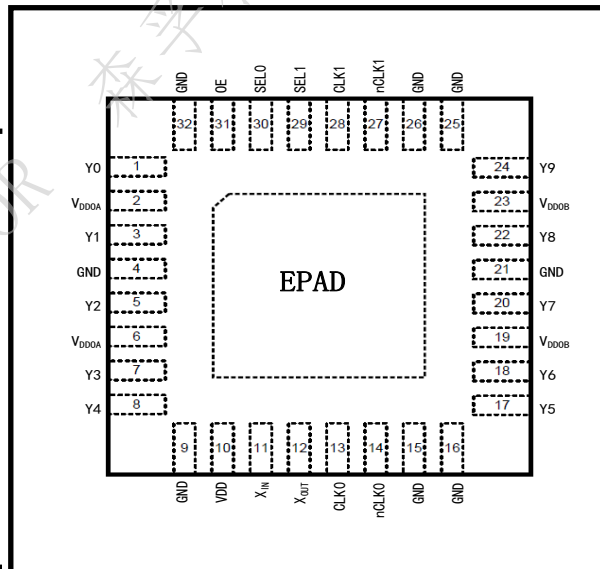 GND OE SEL0 SEL1 CLK1 nCLK1 GND GND
32 31 30 29 28 27 26 25
Y0 1 24 Y9
VDDOA 2 23 VDDOB
Y1 3 22 Y8
GND 4 21 GND
EPAD
Y2 5 20 Y7
VDDOA 6 19 VDDOB
Y3 7 18 Y6
Y4 8 17 Y5
9 10 11 12 13 14 15 16
GND VDD XIN XOUT CLK0 nCLK0 GND GND